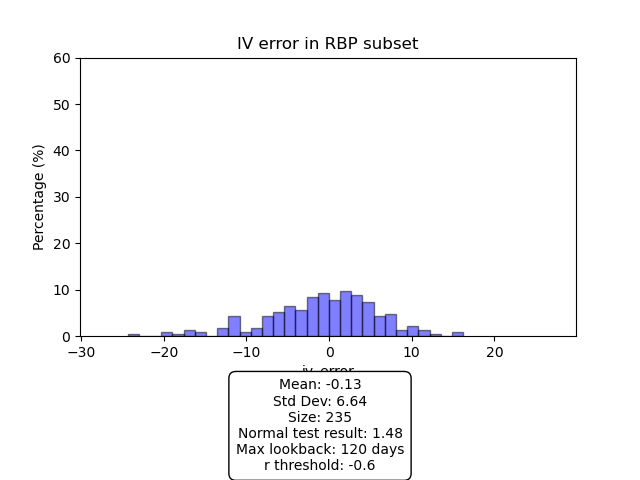 IV error in RBP subset
60
50
40
30
20
10
0
Percentage (%)
−30
−20
−10
0
10
20
iv_error
Mean: -0.13
Std Dev: 6.64
Size: 235
Normal test result: 1.48
Max lookback: 120 days
r threshold: -0.6